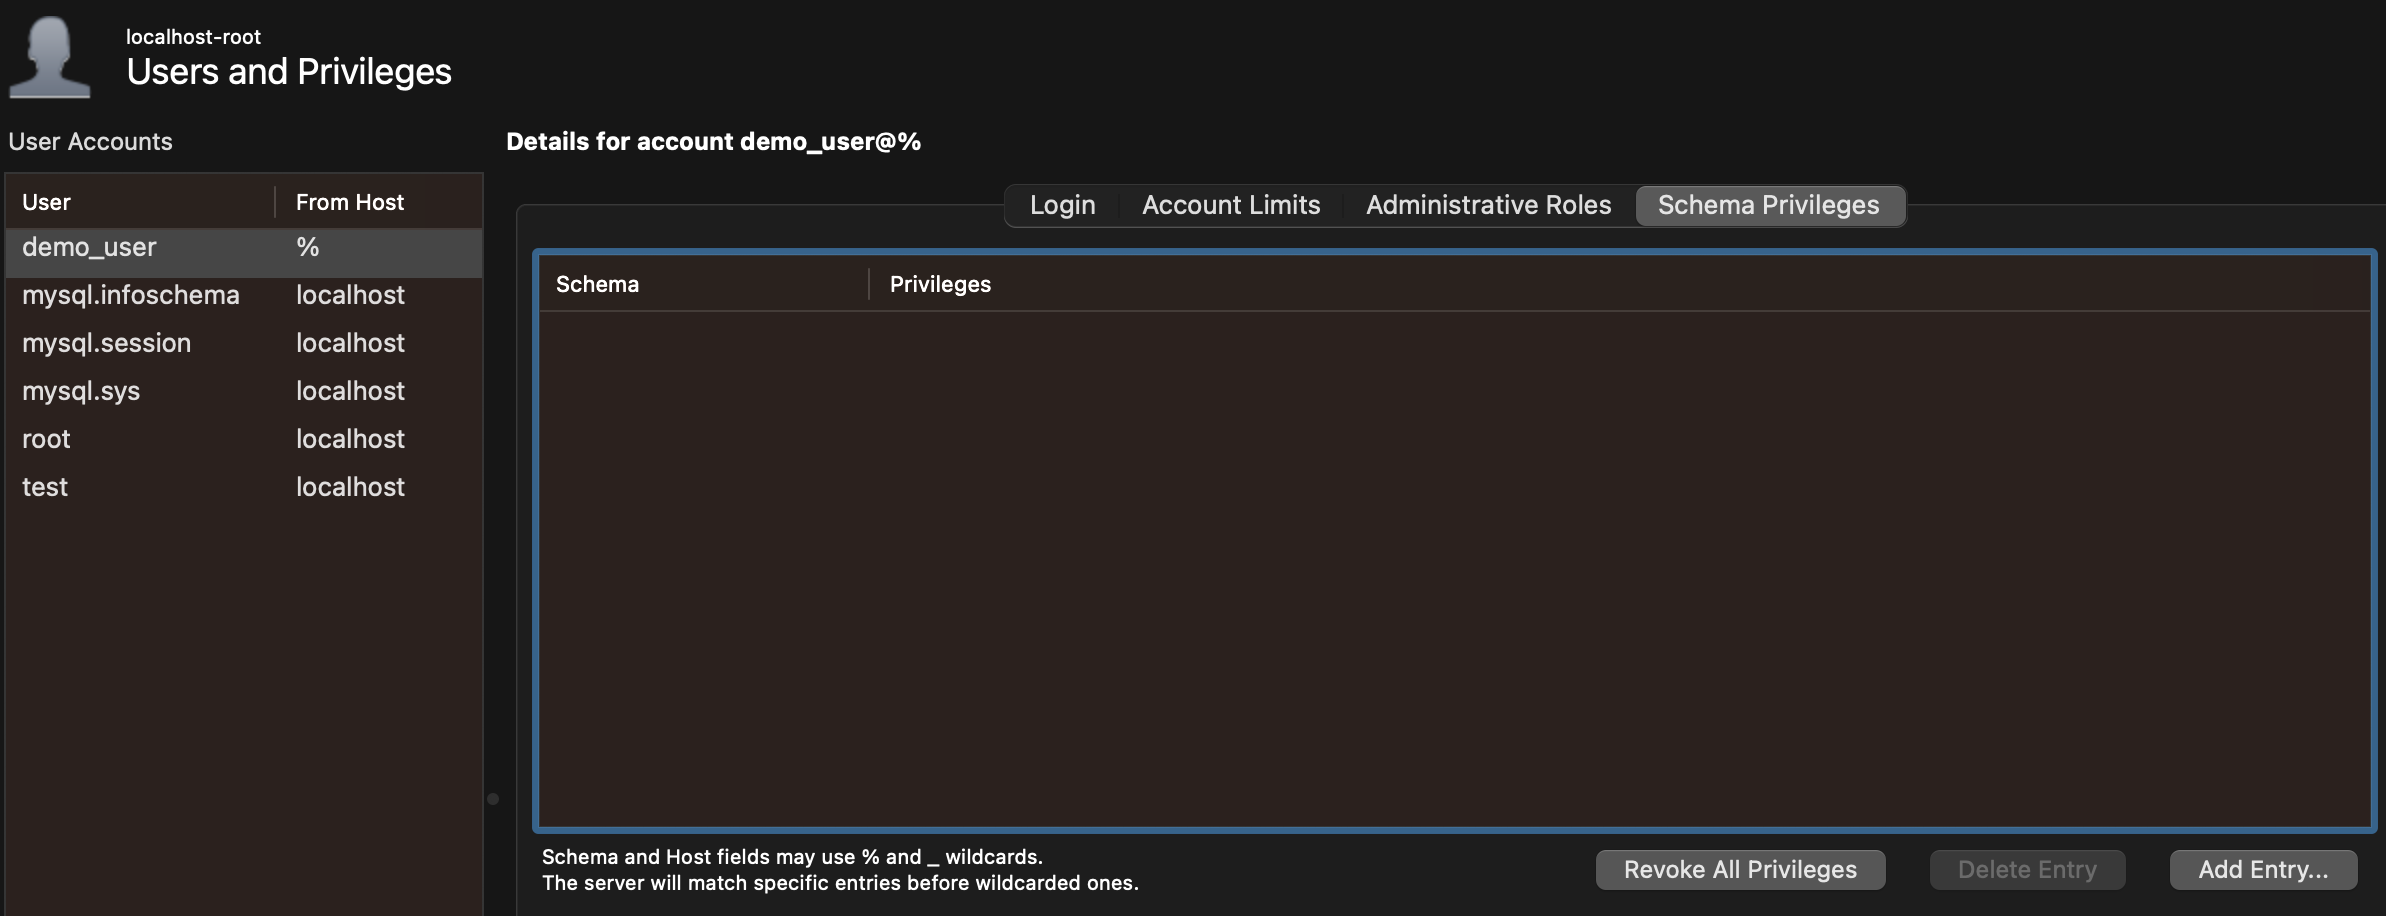 localhost-root
Users and Privileges
User Accounts
Details for account demo_user@%
Login Account Limits Administrative Roles Schema Privileges
User From Host
demo_user %
mysql.infoschema localhost
mysql.session localhost
mysql.sys localhost
root localhost
test localhost
Schema Privileges
Schema and Host fields may use % and _ wildcards.
The server will match specific entries before wildcarded ones.
Revoke All Privileges Delete Entry Add Entry...